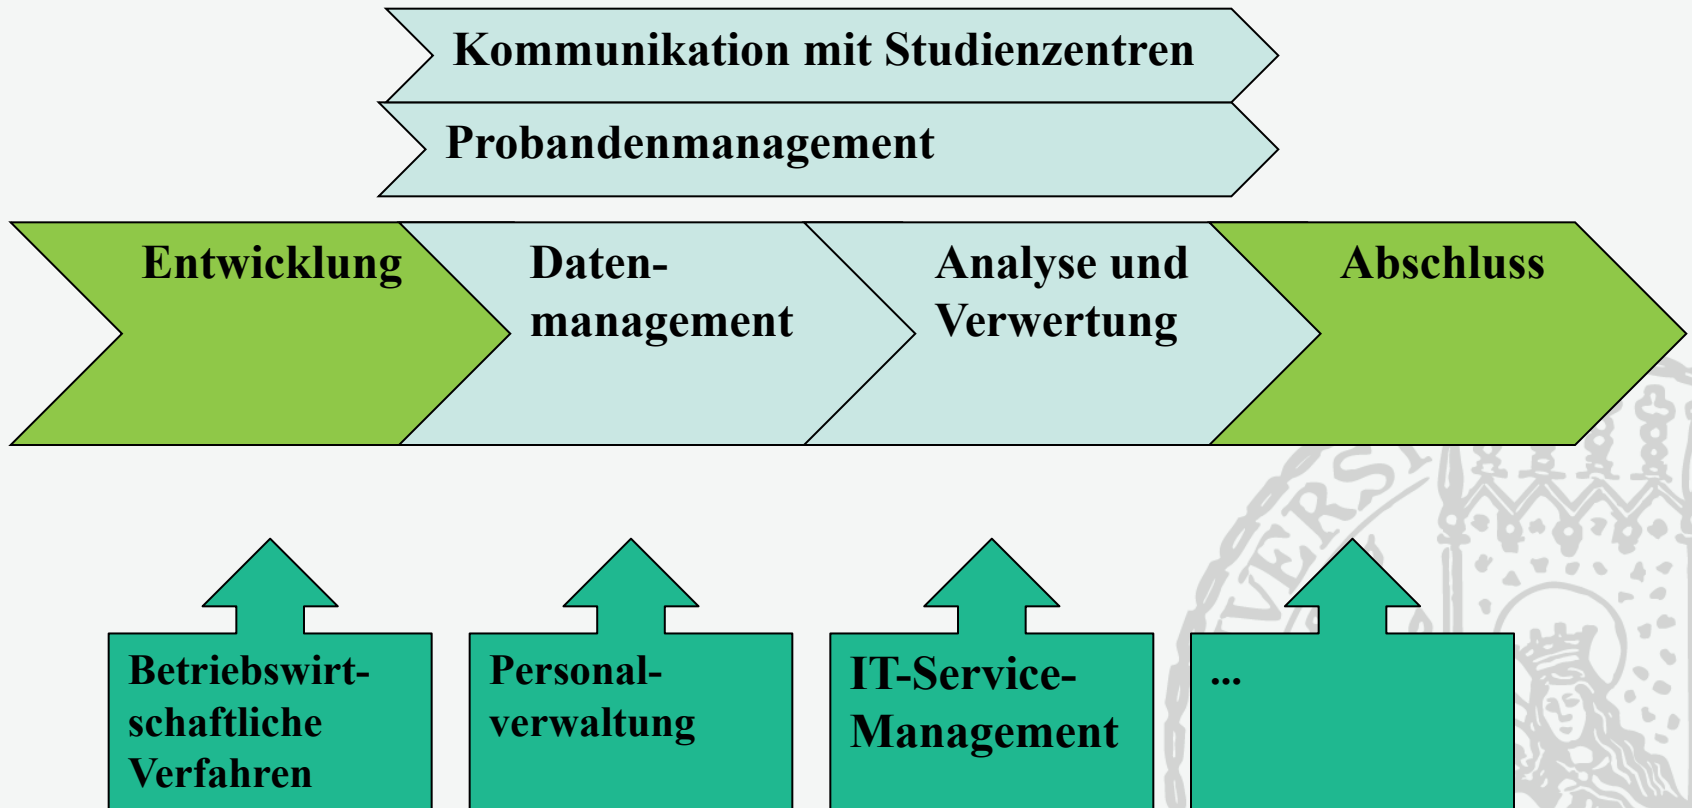 Kommunikation mit Studienzentren
Probandenmanagement
Entwicklung
Daten-
management
Analyse und
Verwertung
Abschluss
Betriebswirt-
schaftliche
Verfahren
Personal-
verwaltung
IT-Service-
Management
...
VERSI